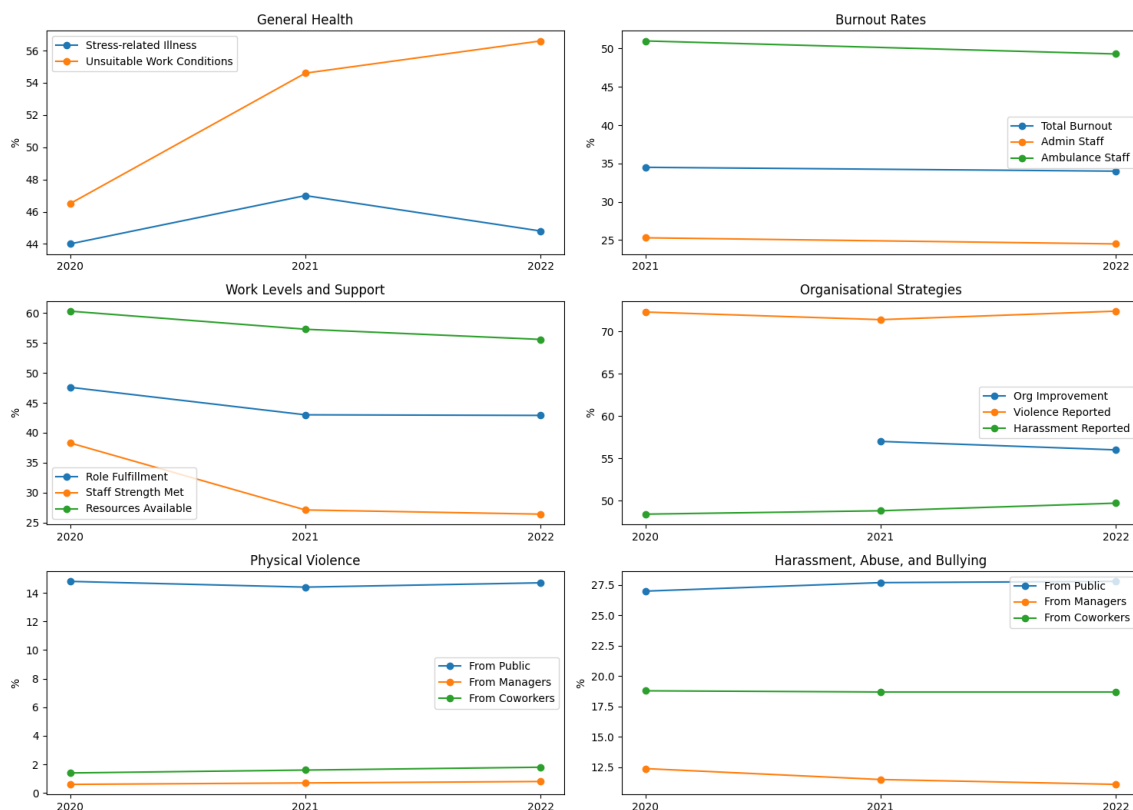 General Health
Stress-related Illness
Unsuitable Work Conditions
%
56
54
52
50
48
46
44
2020
2021
2022
Burnout Rates
Total Burnout
Admin Staff
Ambulance Staff
%
50
45
40
35
30
25
2021
2022
Work Levels and Support
Role Fulfillment
Staff Strength Met
Resources Available
%
60
55
50
45
40
35
30
25
2020
2021
2022
Organisational Strategies
Org Improvement
Violence Reported
Harassment Reported
%
70
65
60
55
50
2020
2021
2022
Physical Violence
From Public
From Managers
From Coworkers
%
14
12
10
8
6
4
2
0
2020
2021
2022
Harassment, Abuse, and Bullying
From Public
From Managers
From Coworkers
%
27.5
25.0
22.5
20.0
17.5
15.0
12.5
2020
2021
2022